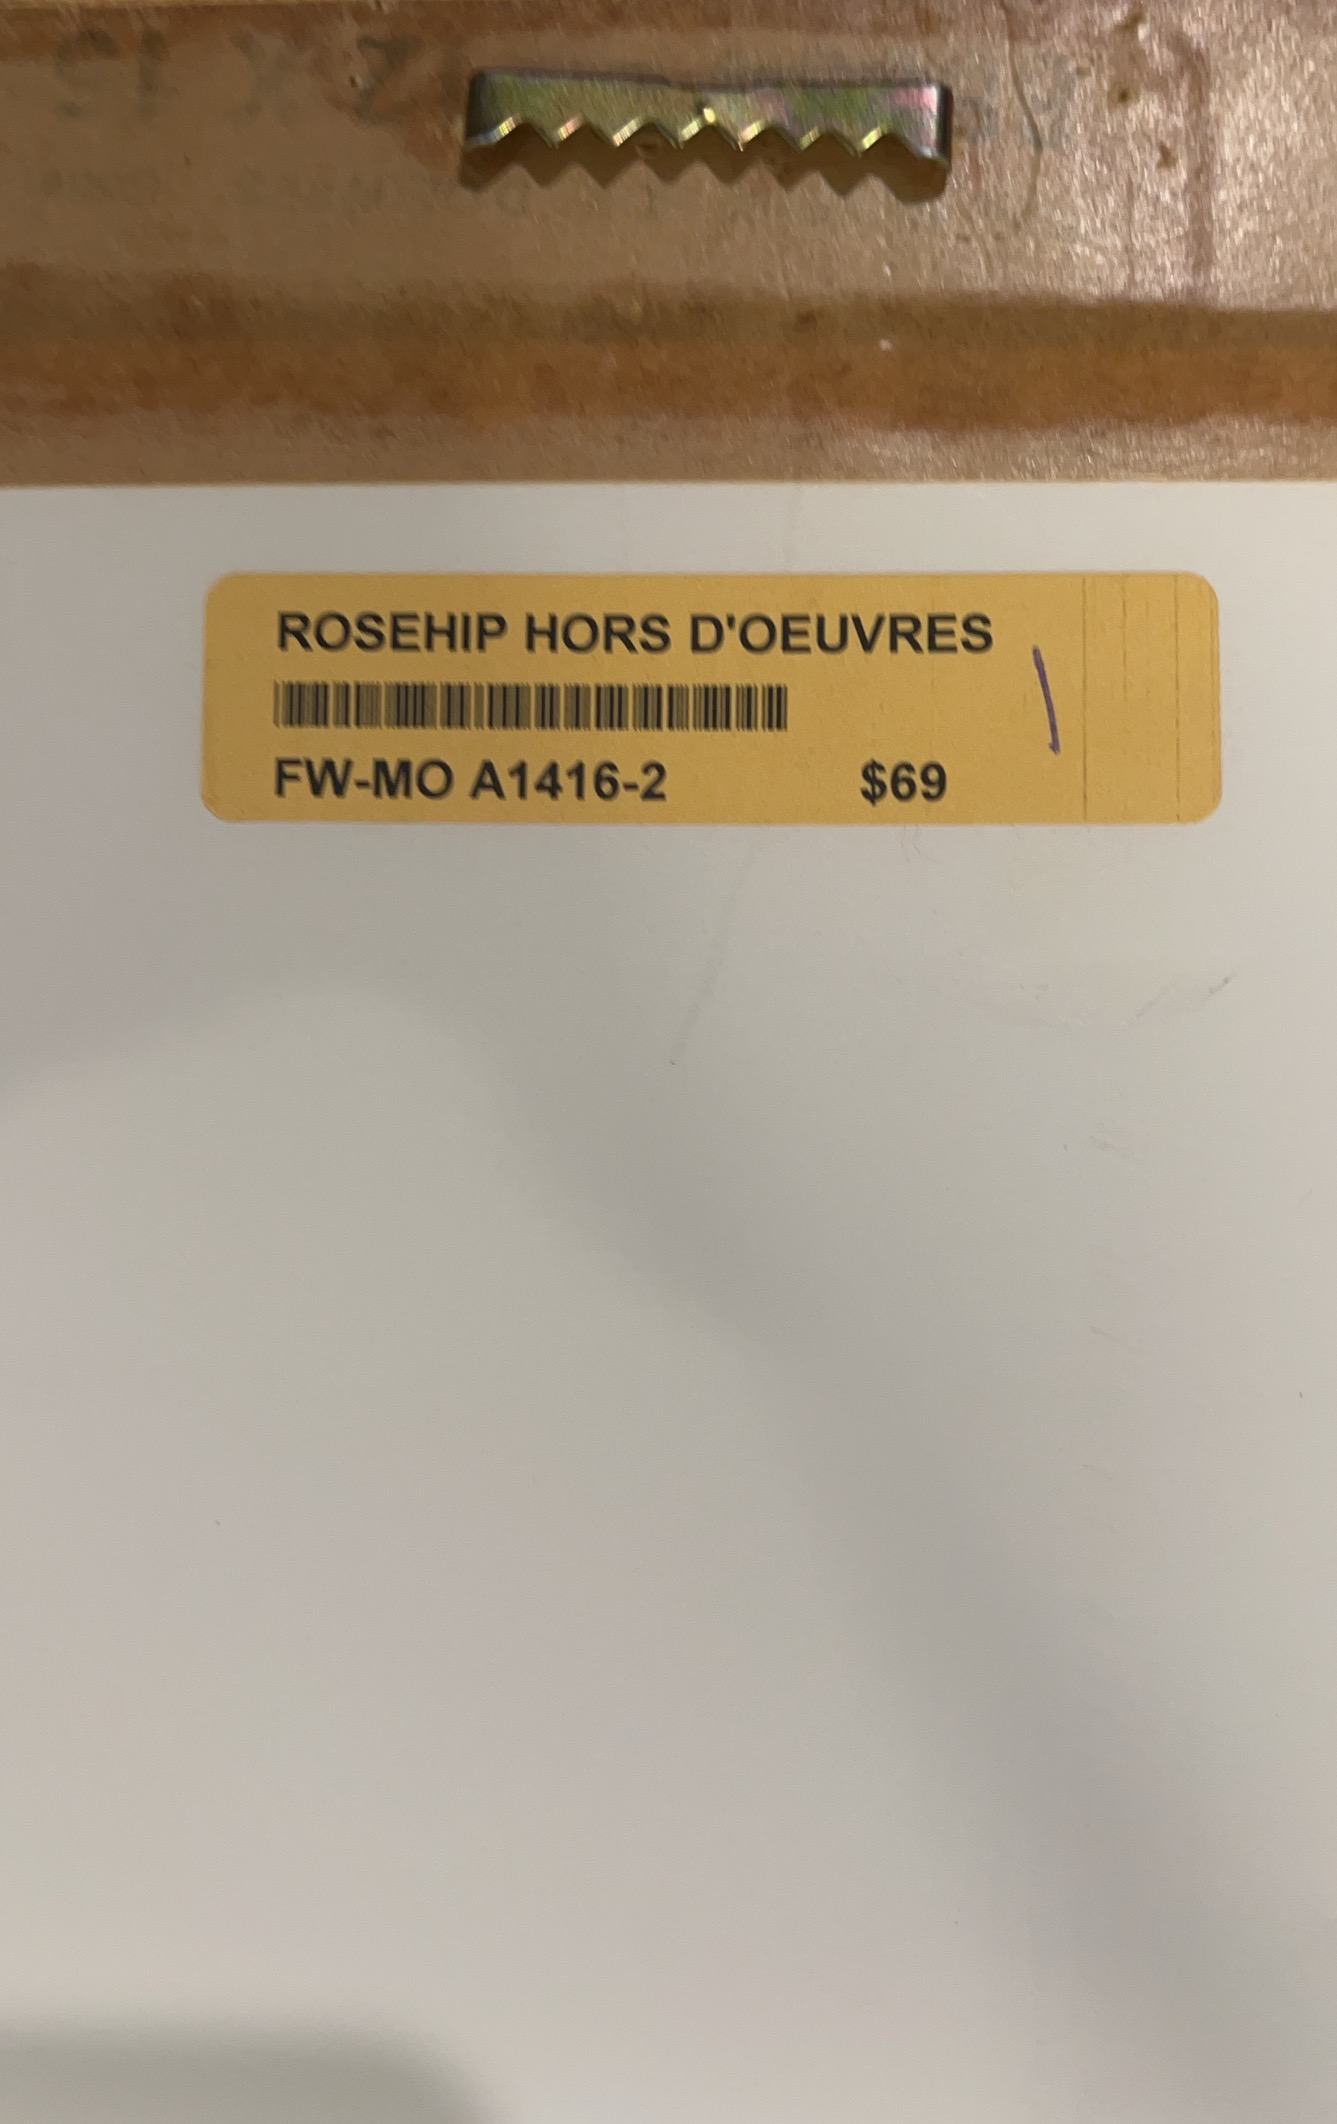 ROSEHIP HORS D'OEUVRES
FW-MO A1416-2 $69